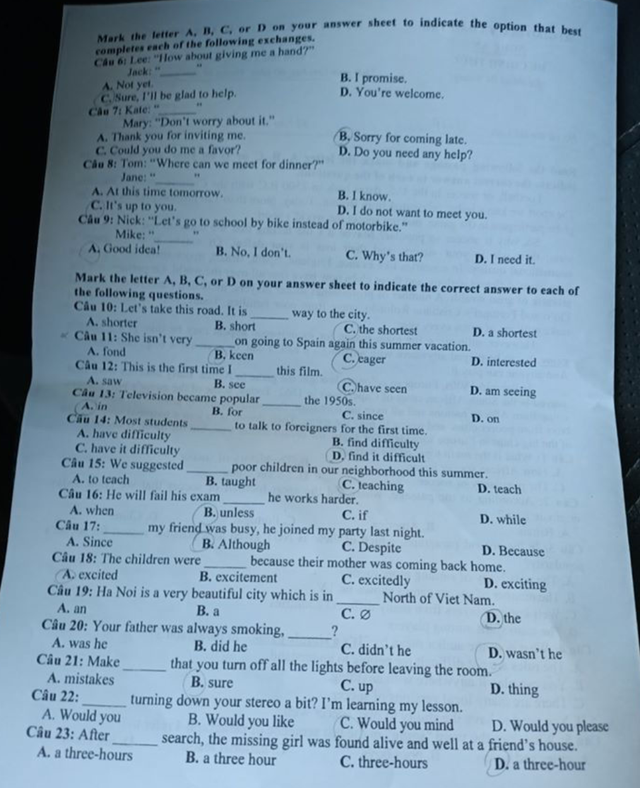 Mark the letter A, B, C, or D on your answer sheet to indicate the option that best
completes each of the following exchanges.
Câu 6: Lee: "How about giving me a hand?"
Jack: "______"
A. Not yet. B. I promise.
C. Sure, I'll be glad to help. D. You're welcome.
Câu 7: Kate: "______"
Mary: "Don't worry about it."
A. Thank you for inviting me. B. Sorry for coming late.
C. Could you do me a favor? D. Do you need any help?
Câu 8: Tom: "Where can we meet for dinner?"
Jane: "______"
A. At this time tomorrow. B. I know.
C. It's up to you. D. I do not want to meet you.
Câu 9: Nick: "Let's go to school by bike instead of motorbike."
Mike: "______"
A. Good idea! B. No, I don't. C. Why's that? D. I need it.
Mark the letter A, B, C, or D on your answer sheet to indicate the correct answer to each of
the following questions.
Câu 10: Let's take this road. It is ______ way to the city.
A. shorter B. short C. the shortest D. a shortest
Câu 11: She isn't very ______ on going to Spain again this summer vacation.
A. fond B. keen C. eager D. interested
Câu 12: This is the first time I ______ this film.
A. saw B. see C. have seen D. am seeing
Câu 13: Television became popular ______ the 1950s.
A. in B. for C. since D. on
Câu 14: Most students ______ to talk to foreigners for the first time.
A. have difficulty B. find difficulty
C. have it difficulty D. find it difficult
Câu 15: We suggested ______ poor children in our neighborhood this summer.
A. to teach B. taught C. teaching D. teach
Câu 16: He will fail his exam ______ he works harder.
A. when B. unless C. if D. while
Câu 17: ______ my friend was busy, he joined my party last night.
A. Since B. Although C. Despite D. Because
Câu 18: The children were ______ because their mother was coming back home.
A. excited B. excitement C. excitedly D. exciting
Câu 19: Ha Noi is a very beautiful city which is in ______ North of Viet Nam.
A. an B. a C. Ø D. the
Câu 20: Your father was always smoking, ______?
A. was he B. did he C. didn't he D. wasn't he
Câu 21: Make ______ that you turn off all the lights before leaving the room.
A. mistakes B. sure C. up D. thing
Câu 22: ______ turning down your stereo a bit? I'm learning my lesson.
A. Would you B. Would you like C. Would you mind D. Would you please
Câu 23: After ______ search, the missing girl was found alive and well at a friend's house.
A. a three-hours B. a three hour C. three-hours D. a three-hour